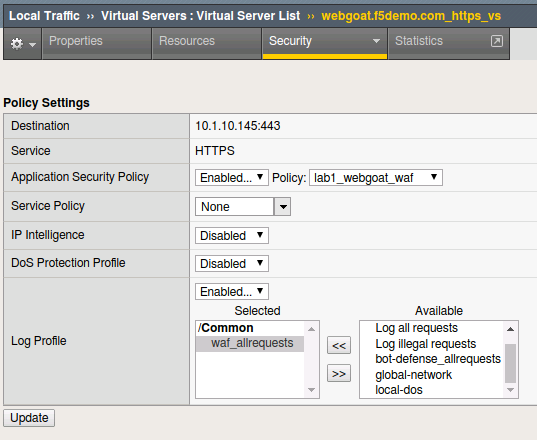 Local Traffic ›› Virtual Servers : Virtual Server List ›› webgoat.f5demo.com_https_vs
Properties Resources Security Statistics
Policy Settings
Destination 10.1.10.145:443
Service HTTPS
Application Security Policy Enabled... Policy: lab1_webgoat_waf
Service Policy None
IP Intelligence Disabled
DoS Protection Profile Disabled
Enabled...
Selected Available
/Common Log all requests
waf_allrequests Log illegal requests
Log Profile << bot-defense_allrequests
>> global-network
local-dos
Update